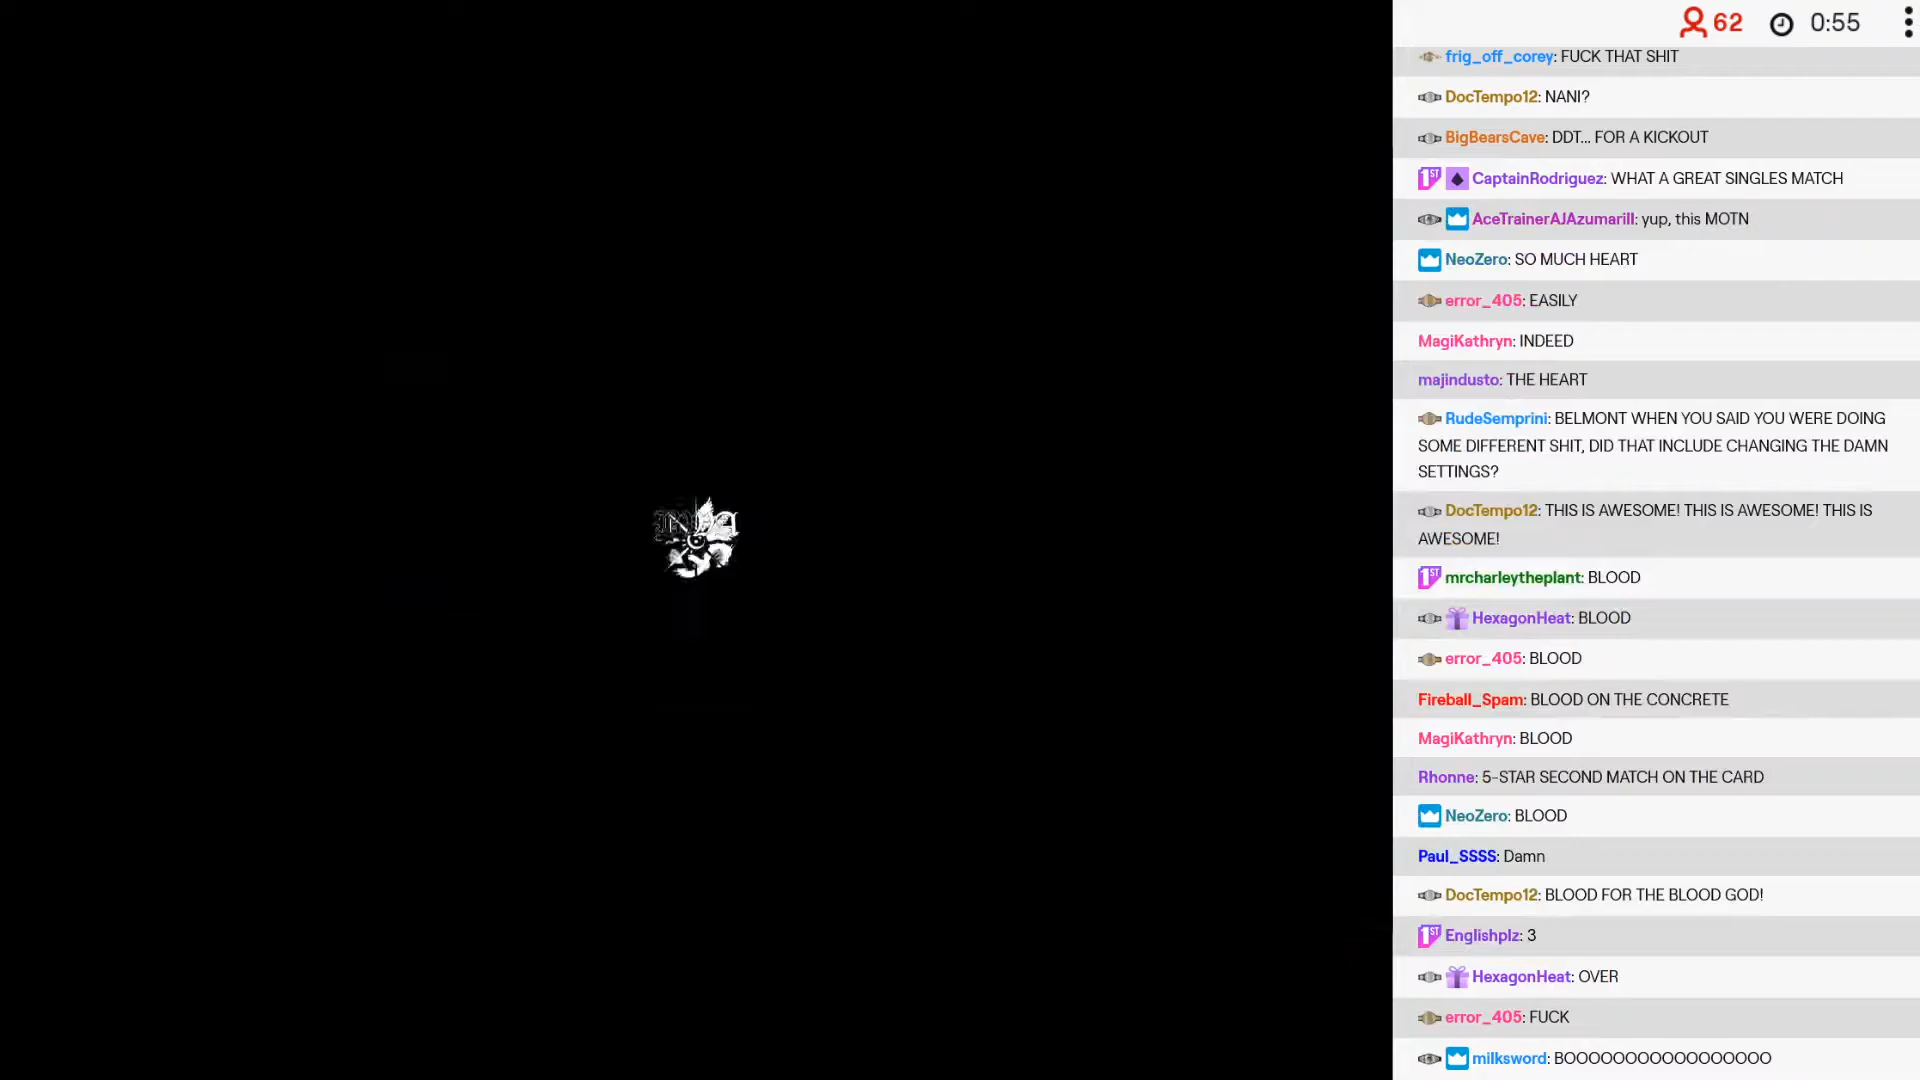 62 0:55
frig_off_corey: FUCK THAT SHIT
DocTempo12: NANI?
BigBearsCave: DDT... FOR A KICKOUT
1ST CaptainRodriguez: WHAT A GREAT SINGLES MATCH
AceTrainerAJAzumarill: yup, this MOTN
NeoZero: SO MUCH HEART
error_405: EASILY
MagiKathryn: INDEED
majindusto: THE HEART
RudeSemprini: BELMONT WHEN YOU SAID YOU WERE DOING
SOME DIFFERENT SHIT, DID THAT INCLUDE CHANGING THE DAMN
SETTINGS?
DocTempo12: THIS IS AWESOME! THIS IS AWESOME! THIS IS
AWESOME!
1ST mrcharleytheplant: BLOOD
HexagonHeat: BLOOD
error_405: BLOOD
Fireball_Spam: BLOOD ON THE CONCRETE
MagiKathryn: BLOOD
Rhonne: 5-STAR SECOND MATCH ON THE CARD
NeoZero: BLOOD
Paul_SSSS: Damn
DocTempo12: BLOOD FOR THE BLOOD GOD!
1ST Englishplz: 3
HexagonHeat: OVER
error_405: FUCK
milksword: BOOOOOOOOOOOOOOOOO